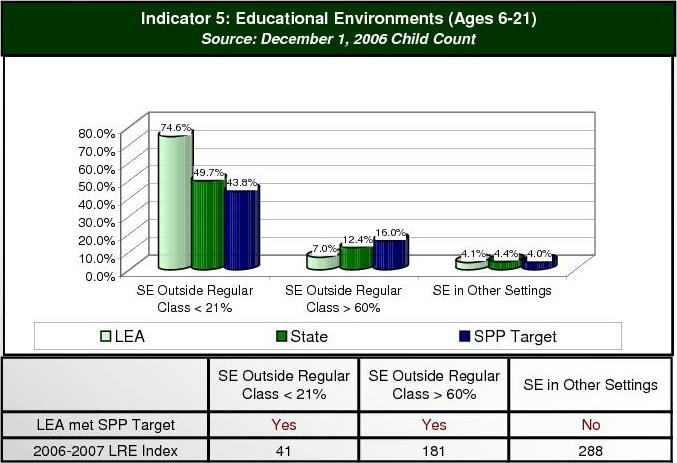 Indicator 5: Educational Environments (Ages 6-21)
Source: December 1, 2006 Child Count
80.0%
70.0%
60.0%
50.0%
40.0%
30.0%
20.0%
10.0%
0.0%
74.6%
49.7%
43.8%
7.0%
12.4%
16.0%
4.1%
4.4%
4.0%
SE Outside Regular
Class < 21%
SE Outside Regular
Class > 60%
SE in Other Settings
LEA
State
SPP Target
SE Outside Regular
Class < 21%
SE Outside Regular
Class > 60%
SE in Other Settings
LEA met SPP Target Yes Yes No
2006-2007 LRE Index 41 181 288